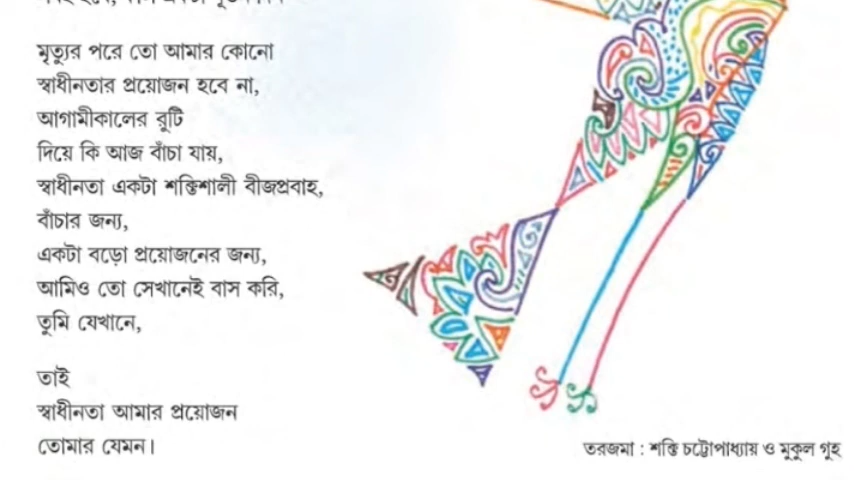 মৃত্যুর পরে তো আমার কোনো
স্বাধীনতার প্রয়োজন হবে না,
আগামীকালের রুটি
দিয়ে কি আজ বাঁচা যায়,
স্বাধীনতা একটা শক্তিশালী বীজপ্রবাহ,
বাঁচার জন্য,
একটা বড়ো প্রয়োজনের জন্য,
আমিও তো সেখানেই বাস করি,
তুমি যেখানে,
তাই
স্বাধীনতা আমার প্রয়োজন
তোমার যেমন।
তরজমা : শক্তি চট্টোপাধ্যায় ও মুকুল গুহ